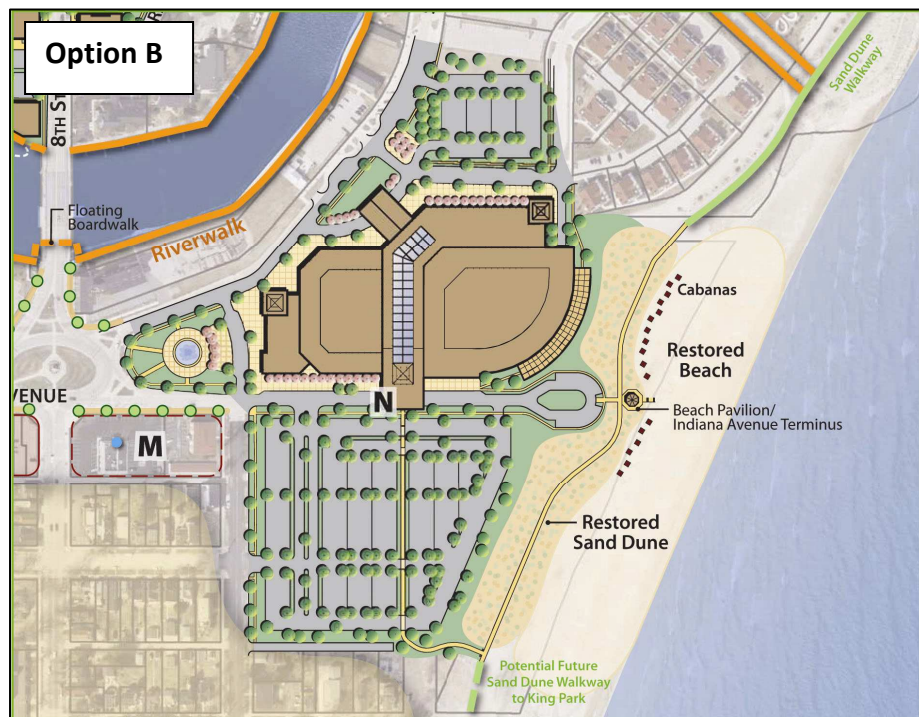 Option B
8TH ST
Sand Dune
Walkway
Floating
Boardwalk
Riverwalk
Cabanas
Restored
Beach
VENUE
N
Beach Pavilion/
Indiana Avenue Terminus
M
Restored
Sand Dune
Potential Future
Sand Dune Walkway
to King Park